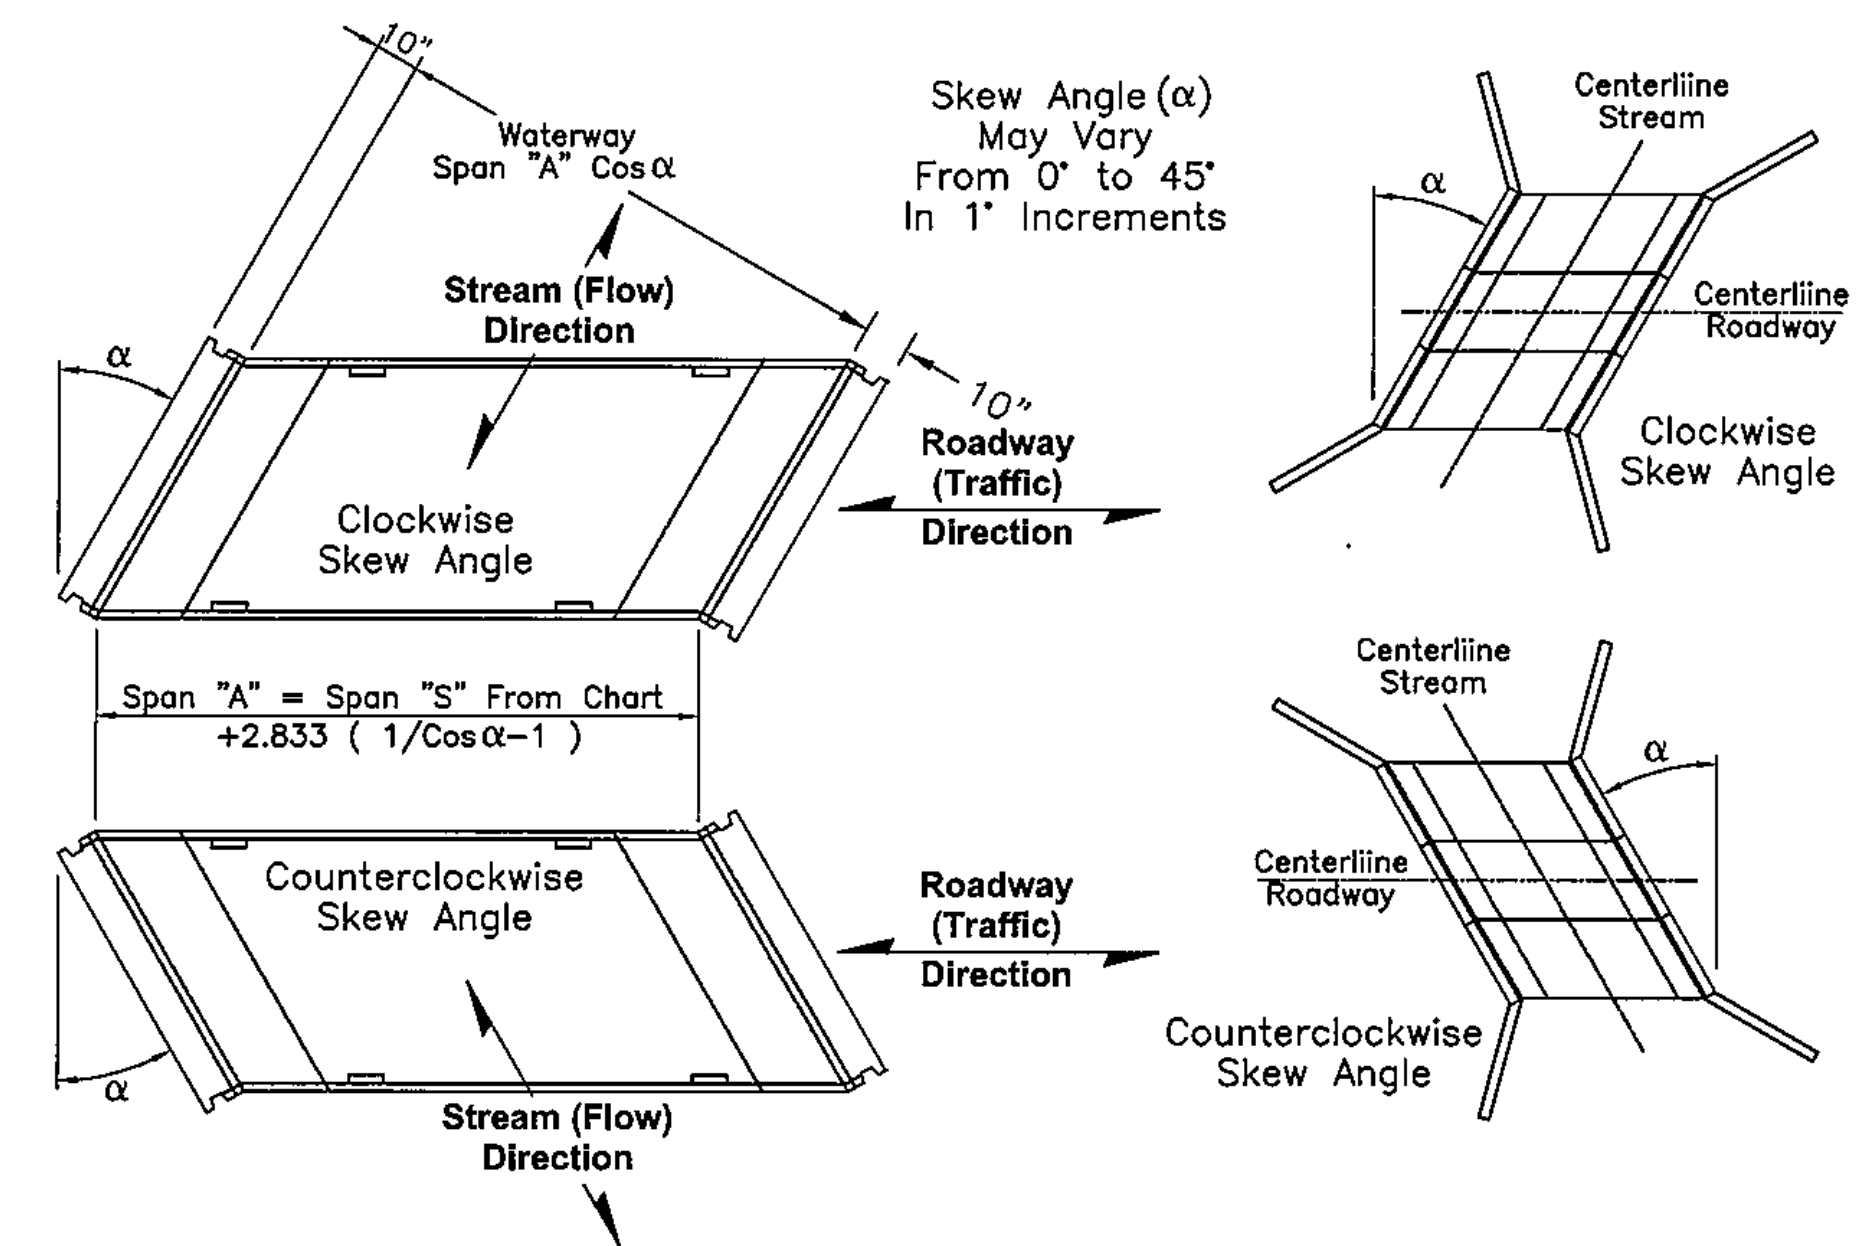 10"
Waterway
Span "A" Cos α
Skew Angle (α)
May Vary
From 0° to 45°
In 1° Increments
Stream (Flow)
Direction
α
10"
Roadway
(Traffic)
Direction
Clockwise
Skew Angle
Centerliine
Stream
α
Centerliine
Roadway
Clockwise
Skew Angle
Span "A" = Span "S" From Chart
+2.833 ( 1/Cos α-1 )
Counterclockwise
Skew Angle
α
Stream (Flow)
Direction
Roadway
(Traffic)
Direction
Centerliine
Stream
α
Centerliine
Roadway
Counterclockwise
Skew Angle